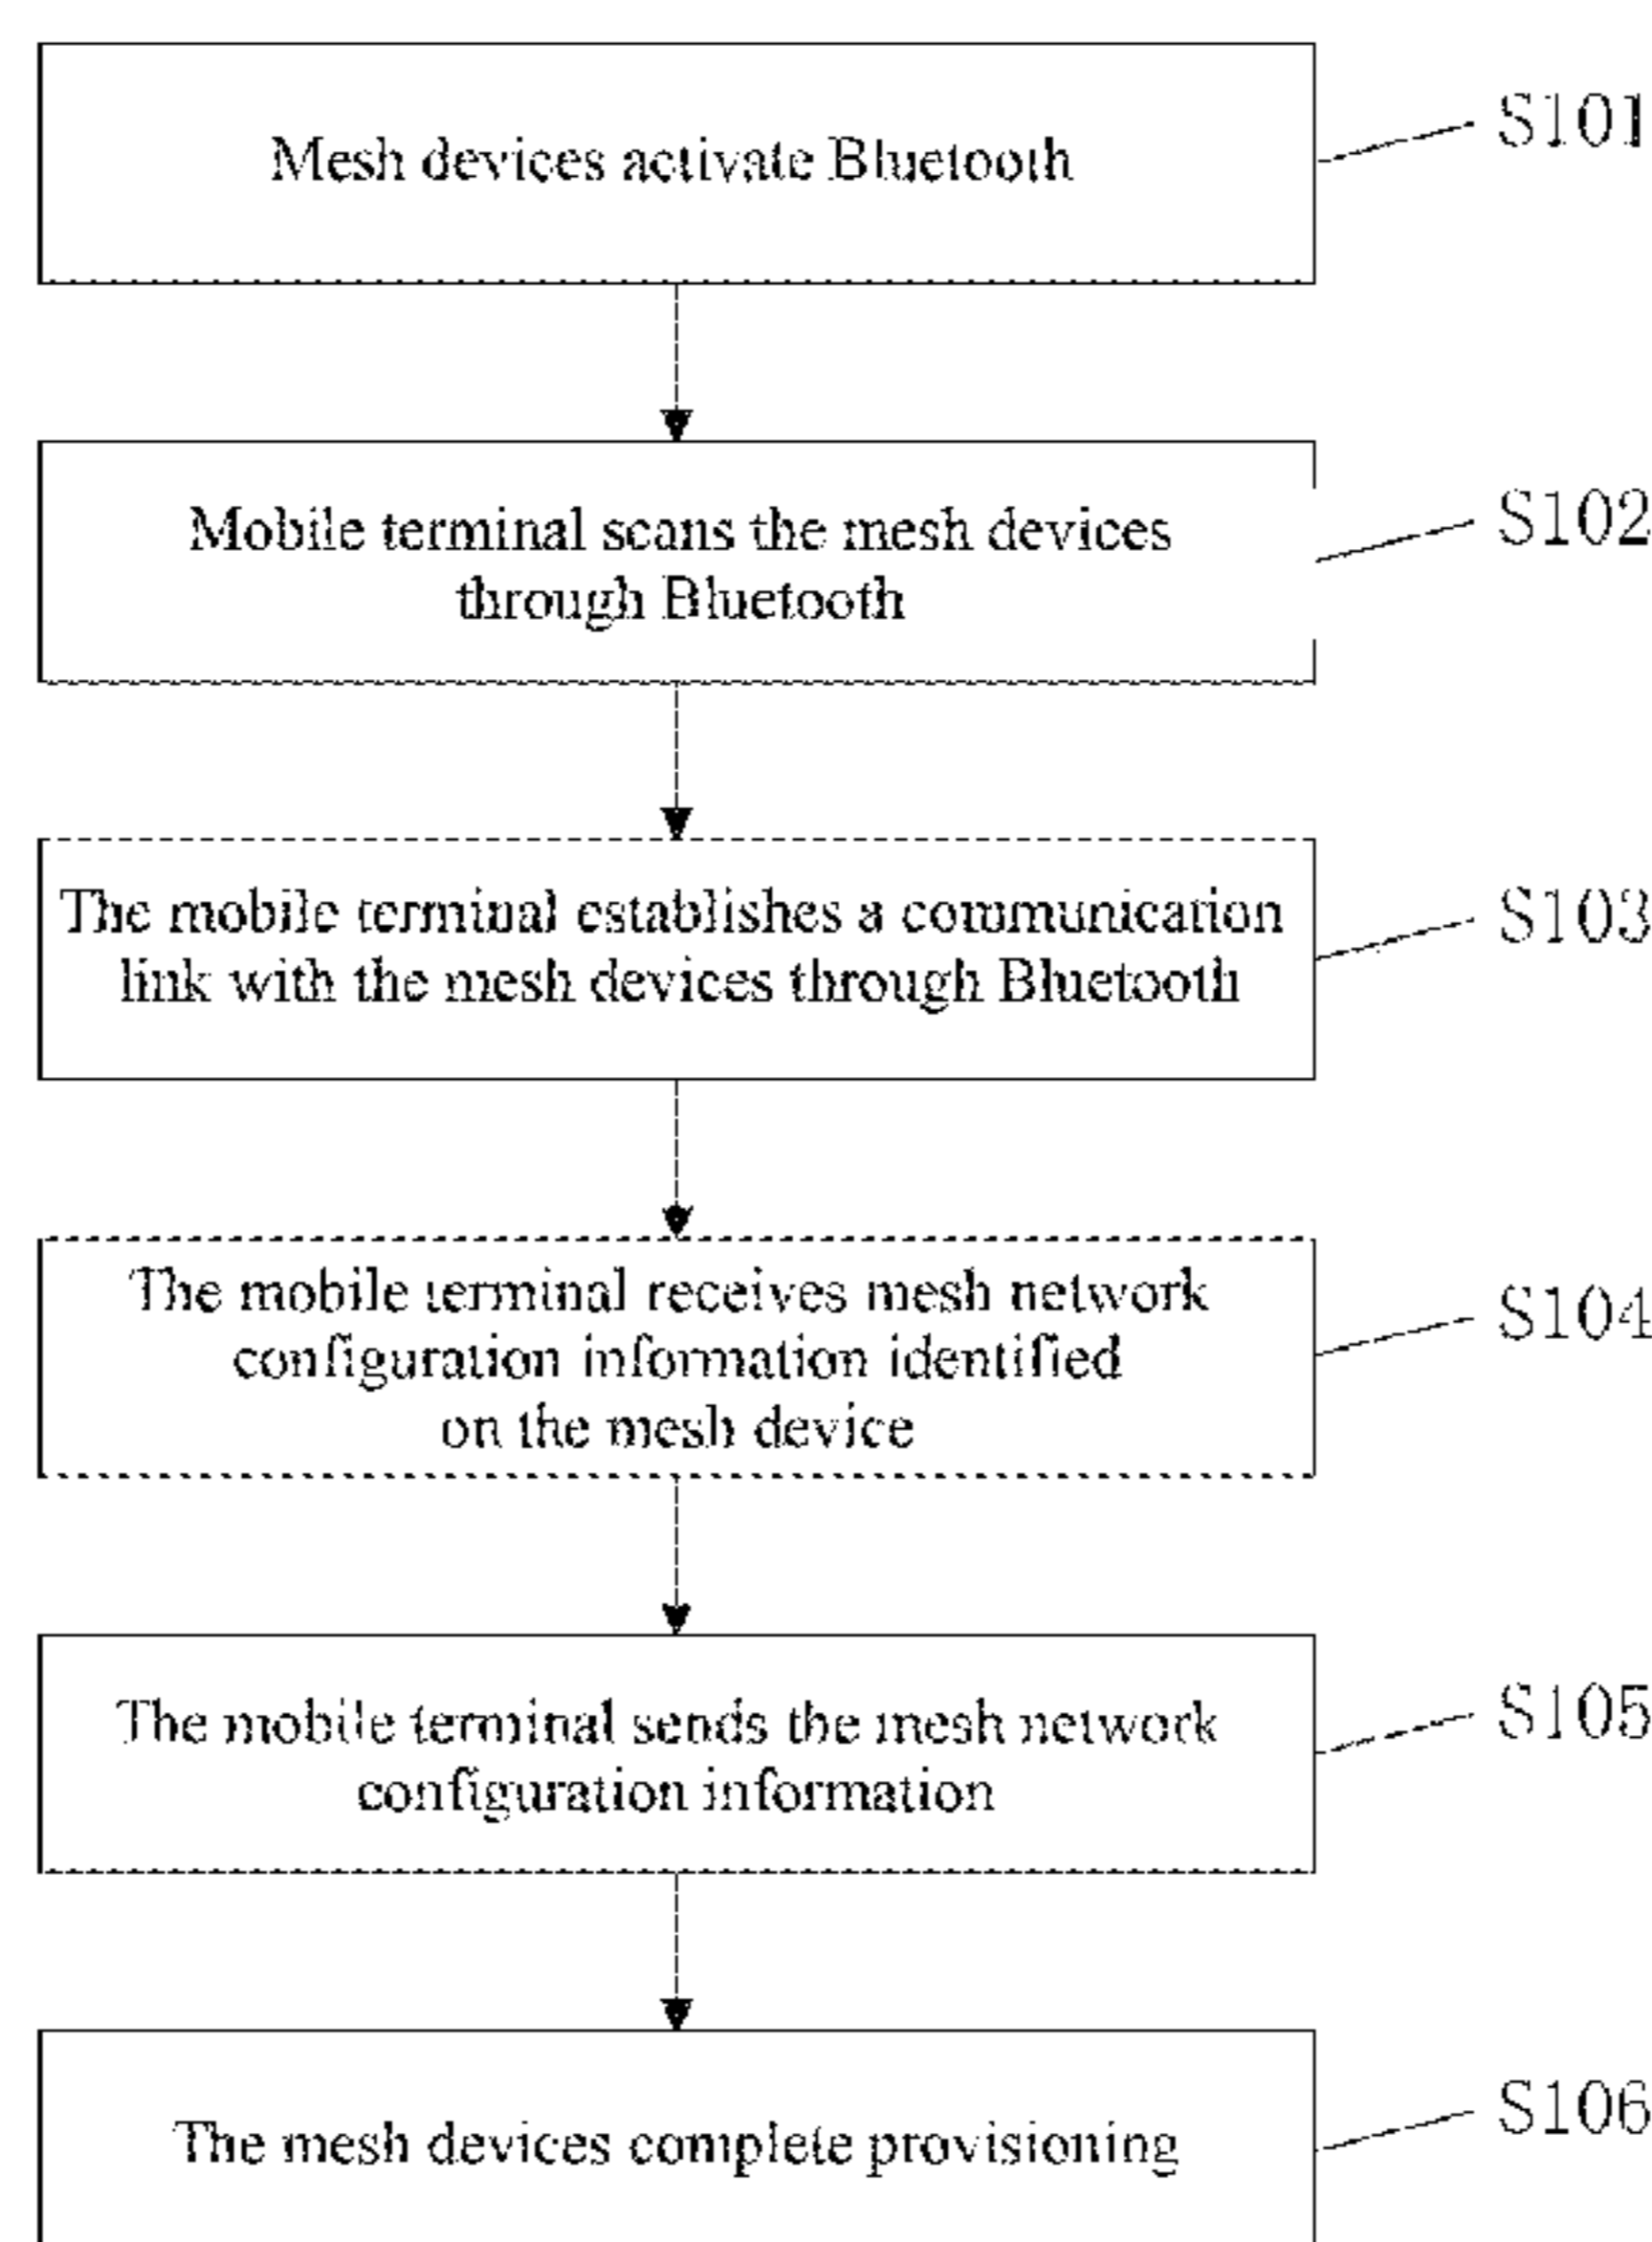 Mesh devices activate Bluetooth
S101
Mobile terminal scans the mesh devices
through Bluetooth
S102
The mobile terminal establishes a communication
link with the mesh devices through Bluetooth
S103
The mobile terminal receives mesh network
configuration information identified
on the mesh device
S104
The mobile terminal sends the mesh network
configuration information
S105
The mesh devices complete provisioning
S106